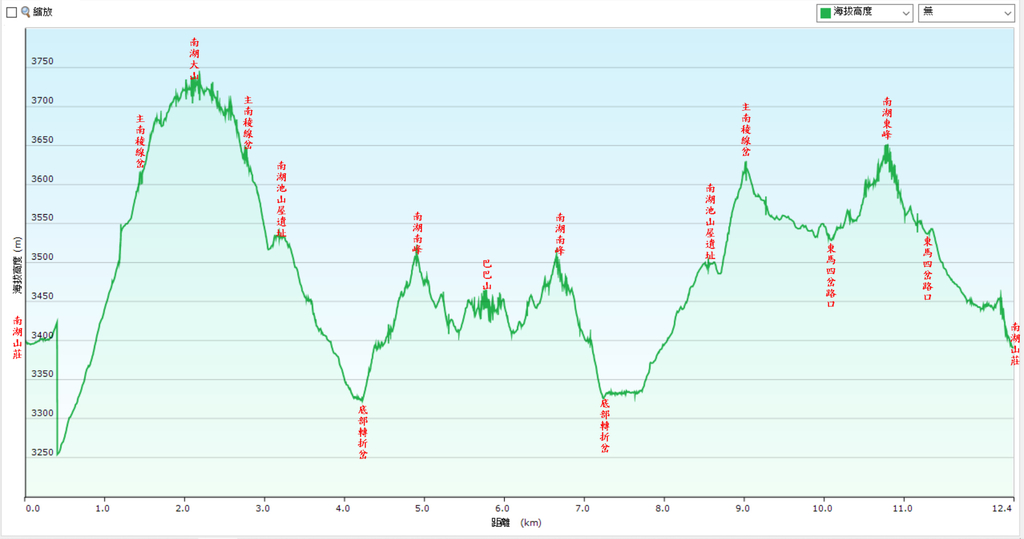 縮放
海拔高度
無
南湖大山
主南稜線岔
主南稜線岔
南湖池山屋遺址
南湖南峰
巴巴山
南湖南峰
南湖池山屋遺址
主南稜線岔
南湖東峰
東馬四岔路口
東馬四岔路口
南湖山莊
南湖山莊
底部轉折岔
底部轉折岔
海拔高度 (m)
3750
3700
3650
3600
3550
3500
3450
3400
3350
3300
3250
0.0 1.0 2.0 3.0 4.0 5.0 6.0 7.0 8.0 9.0 10.0 11.0 12.4
距離 (km)